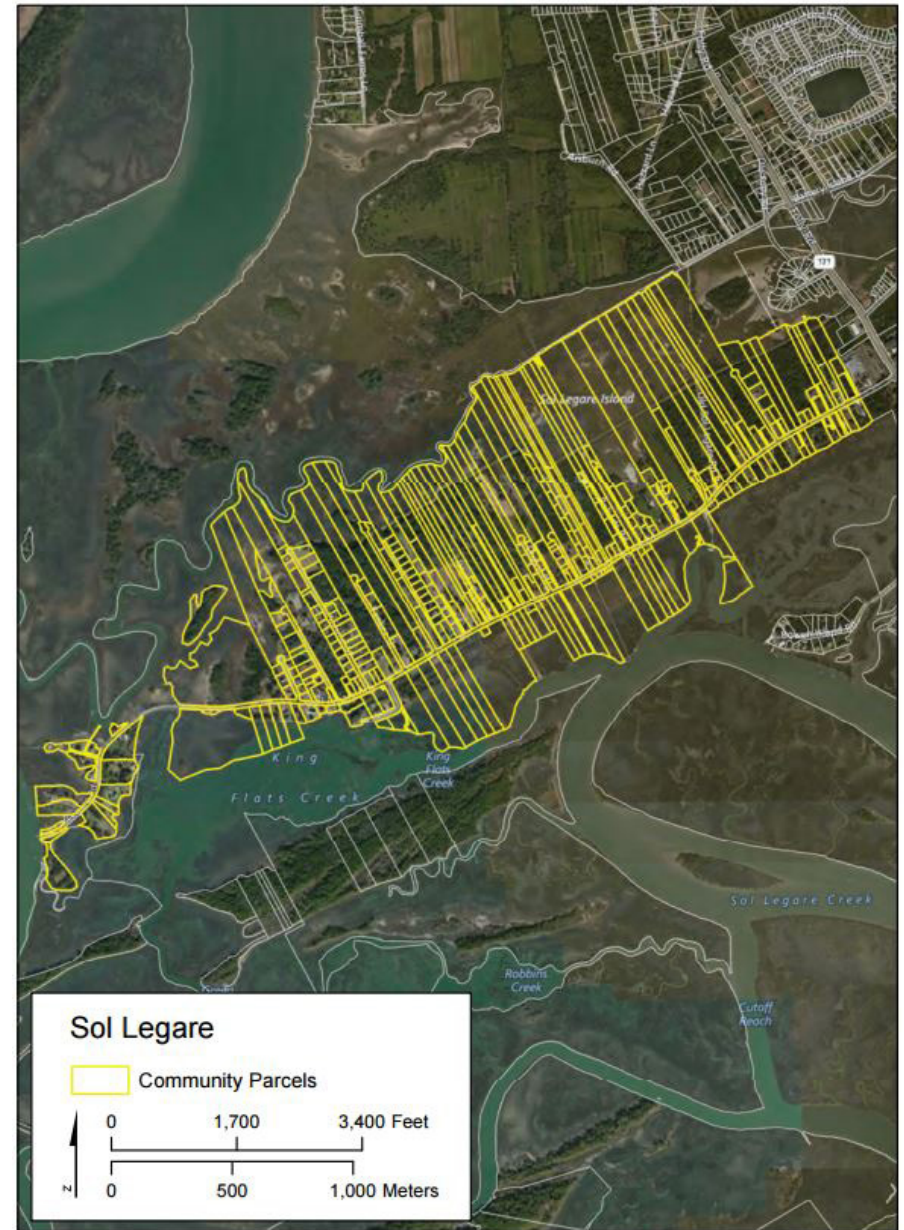 171
Sol Legare Island
King
Flats Creek
King
Flats
Creek
Sol Legare Creek
Robbins
Creek
Cutoff
Reach
Sol Legare
Community Parcels
0 1,700 3,400 Feet
0 500 1,000 Meters
N